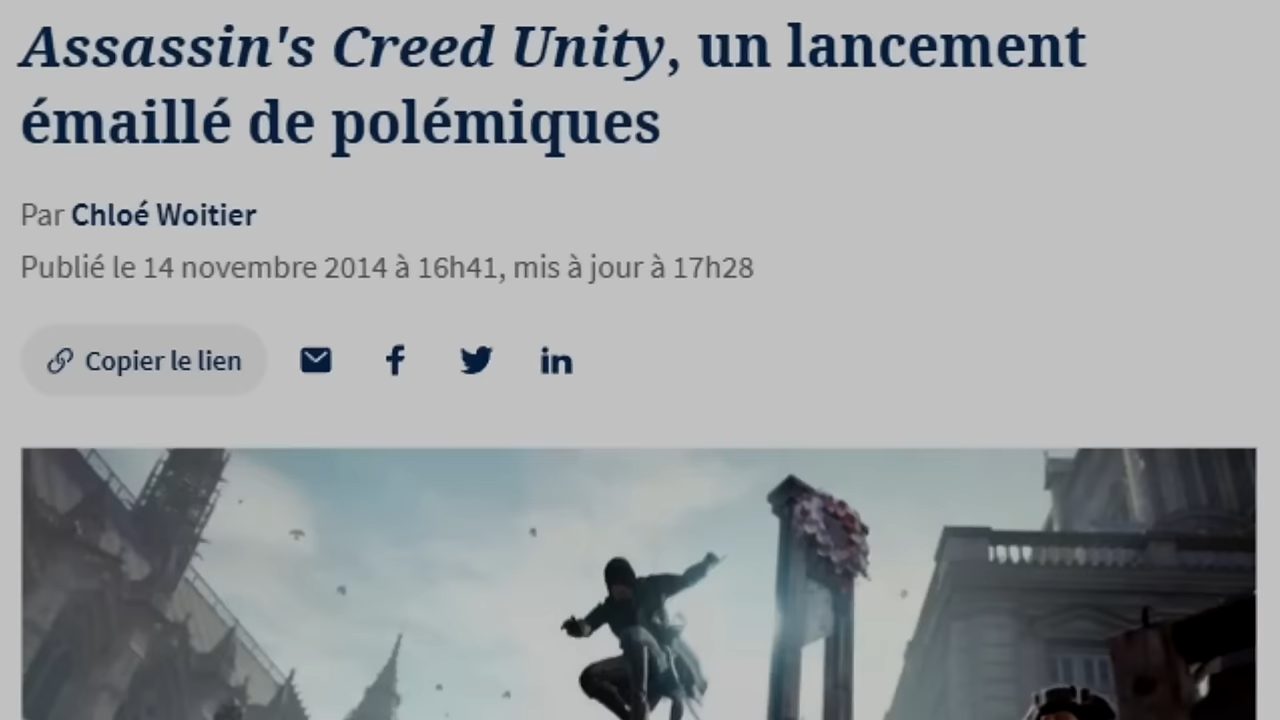 Assassin's Creed Unity, un lancement
émaillé de polémiques
Par Chloé Woitier
Publié le 14 novembre 2014 à 16h41, mis à jour à 17h28
Copier le lien